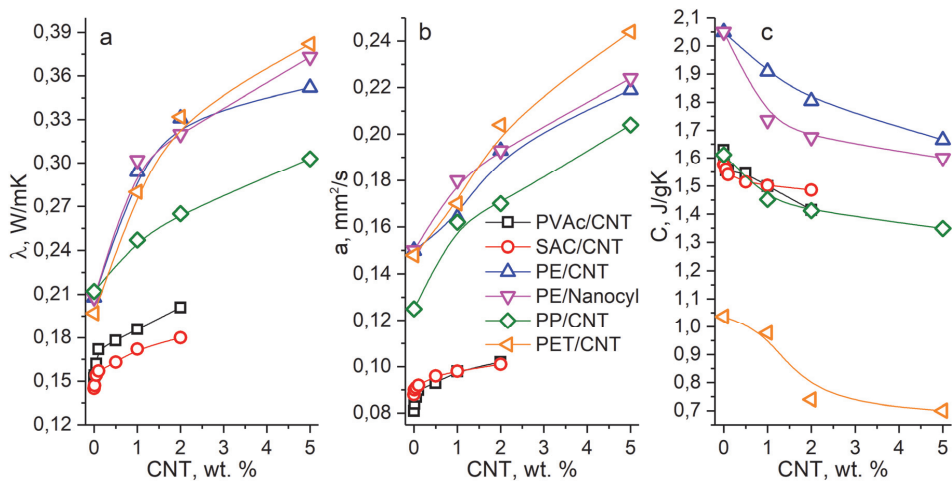 a
λ, W/mK
0,39
0,36
0,33
0,30
0,27
0,24
0,21
0,18
0,15
0,12
0 1 2 3 4 5
CNT, wt. %
b
a, mm²/s
0,24
0,22
0,20
0,18
0,16
0,14
0,12
0,10
0,08
0 1 2 3 4 5
CNT, wt. %
PVAc/CNT
SAC/CNT
PE/CNT
PE/Nanocyl
PP/CNT
PET/CNT
c
C, J/gK
2,1
2,0
1,9
1,8
1,7
1,6
1,5
1,4
1,3
1,1
1,0
0,9
0,8
0,7
0 1 2 3 4 5
CNT, wt. %